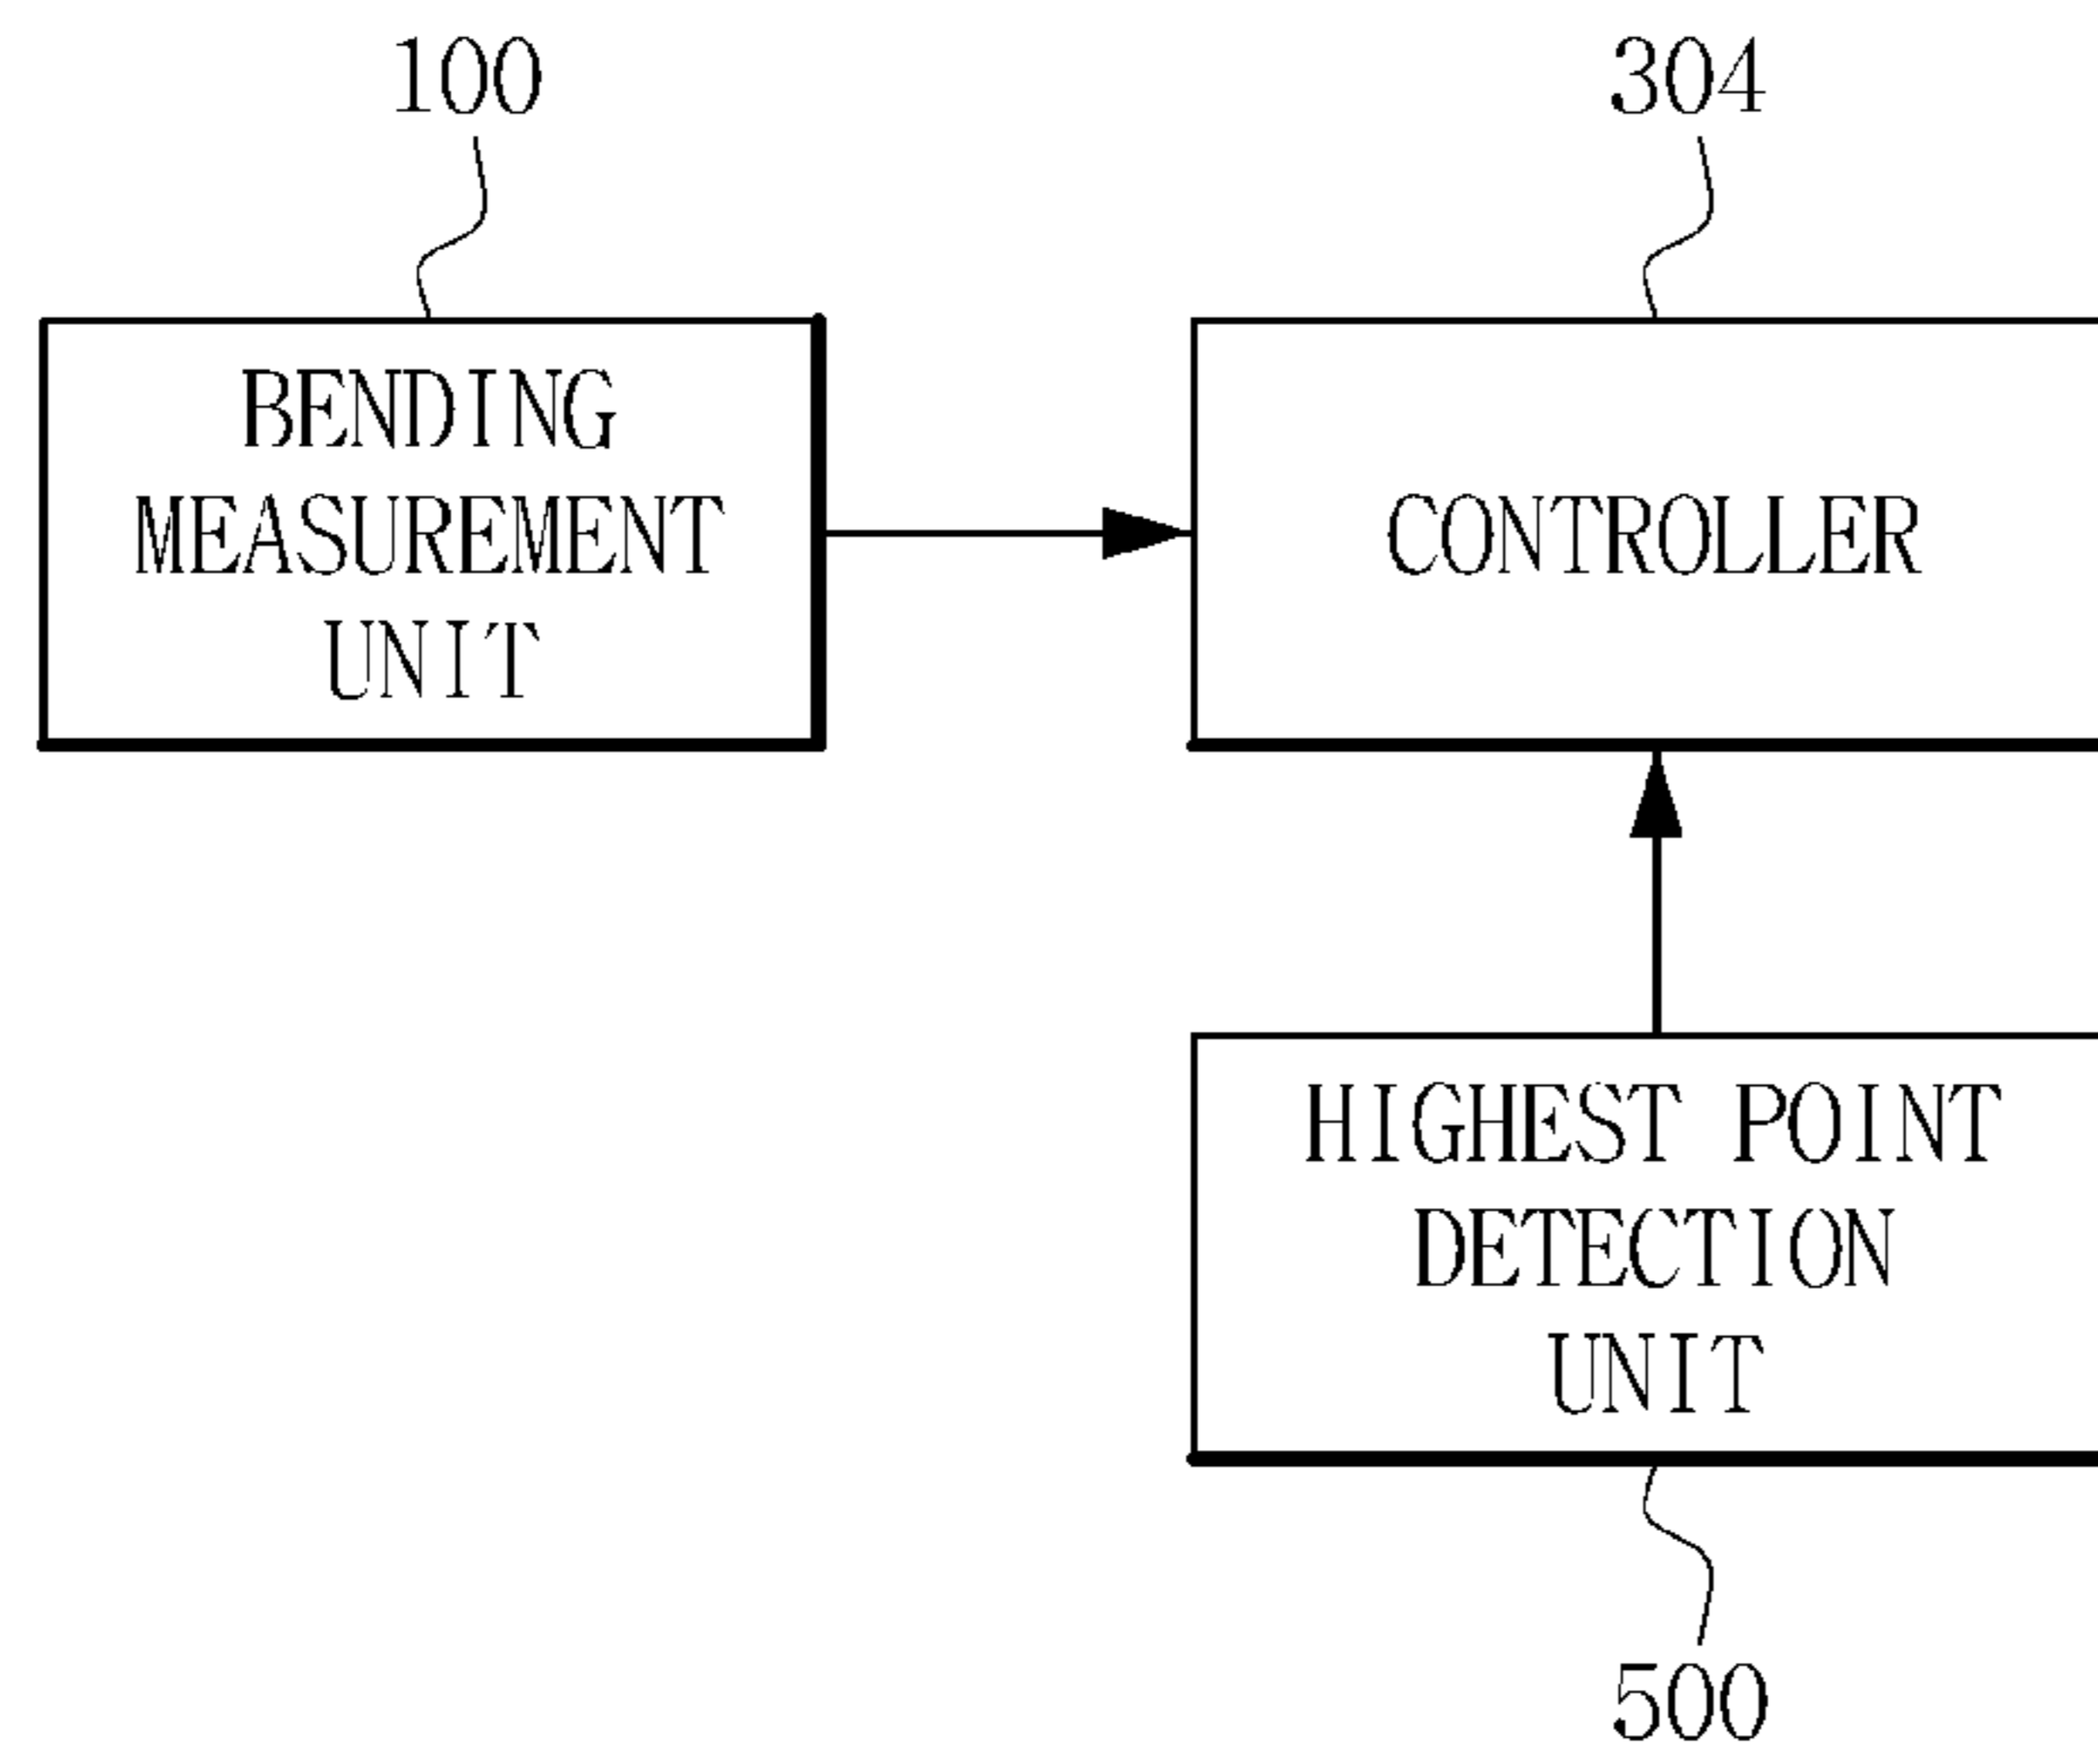 100
304
BENDING
MEASUREMENT
UNIT
CONTROLLER
HIGHEST POINT
DETECTION
UNIT
500